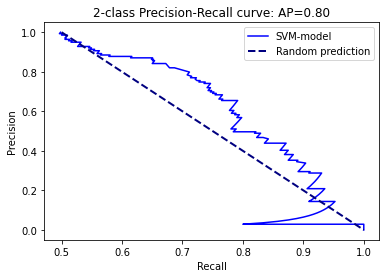 2-class Precision-Recall curve: AP=0.80
SVM-model
Random prediction
Precision
1.0
0.8
0.6
0.4
0.2
0.0
0.5
0.6
0.7
0.8
0.9
1.0
Recall